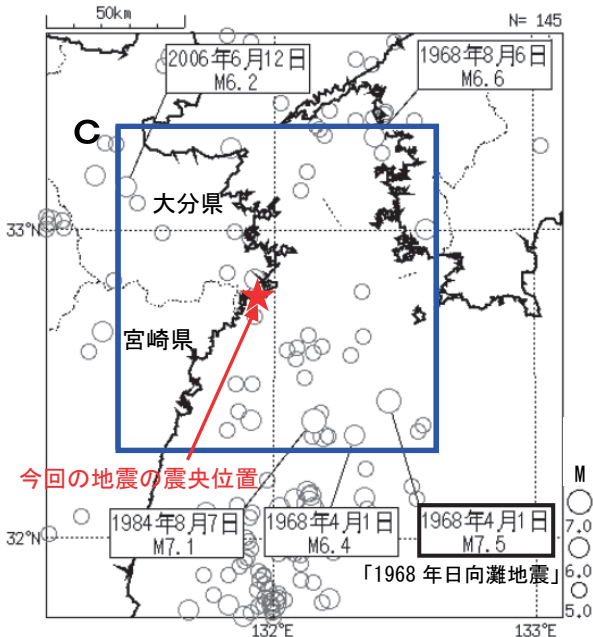 50km
N= 145
2006年6月12日
M6.2
1968年8月6日
M6.6
C
大分県
33°N
宮崎県
今回の地震の震央位置
M
7.0
6.0
5.0
1984年8月7日
M7.1
1968年4月1日
M6.4
1968年4月1日
M7.5
「1968 年日向灘地震」
32°N
132°E
133°E